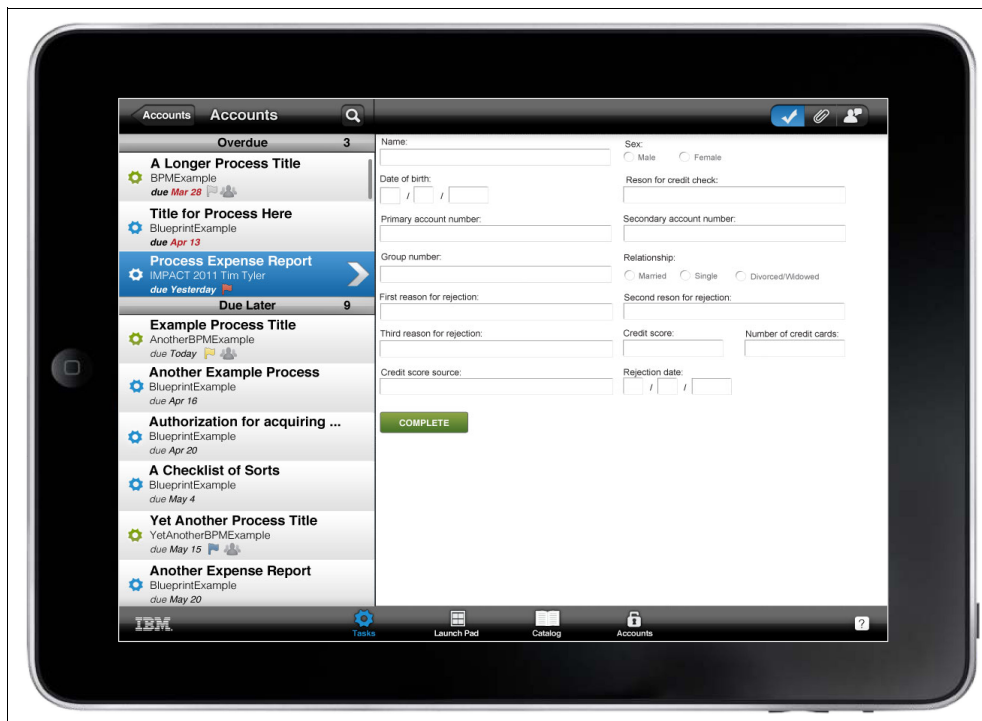 Accounts
Accounts
Overdue 3
A Longer Process Title
BPMExample
due Mar 28
Title for Process Here
BlueprintExample
due Apr 13
Process Expense Report
IMPACT 2011 Tim Tyler
due Yesterday
Due Later 9
Example Process Title
AnotherBPMExample
due Today
Another Example Process
BlueprintExample
due Apr 16
Authorization for acquiring ...
BlueprintExample
due Apr 20
A Checklist of Sorts
BlueprintExample
due May 4
Yet Another Process Title
YetAnotherBPMExample
due May 15
Another Expense Report
BlueprintExample
due May 20
Name:
Sex:
Male Female
Date of birth:
/ /
Reson for credit check:
Primary account number:
Secondary account number:
Group number:
Relationship:
Married Single Divorced/Widowed
First reason for rejection:
Second reson for rejection:
Third reason for rejection:
Credit score:
Number of credit cards:
Credit score source:
Rejection date:
/ /
COMPLETE
IBM.
Tasks
Launch Pad
Catalog
Accounts
?